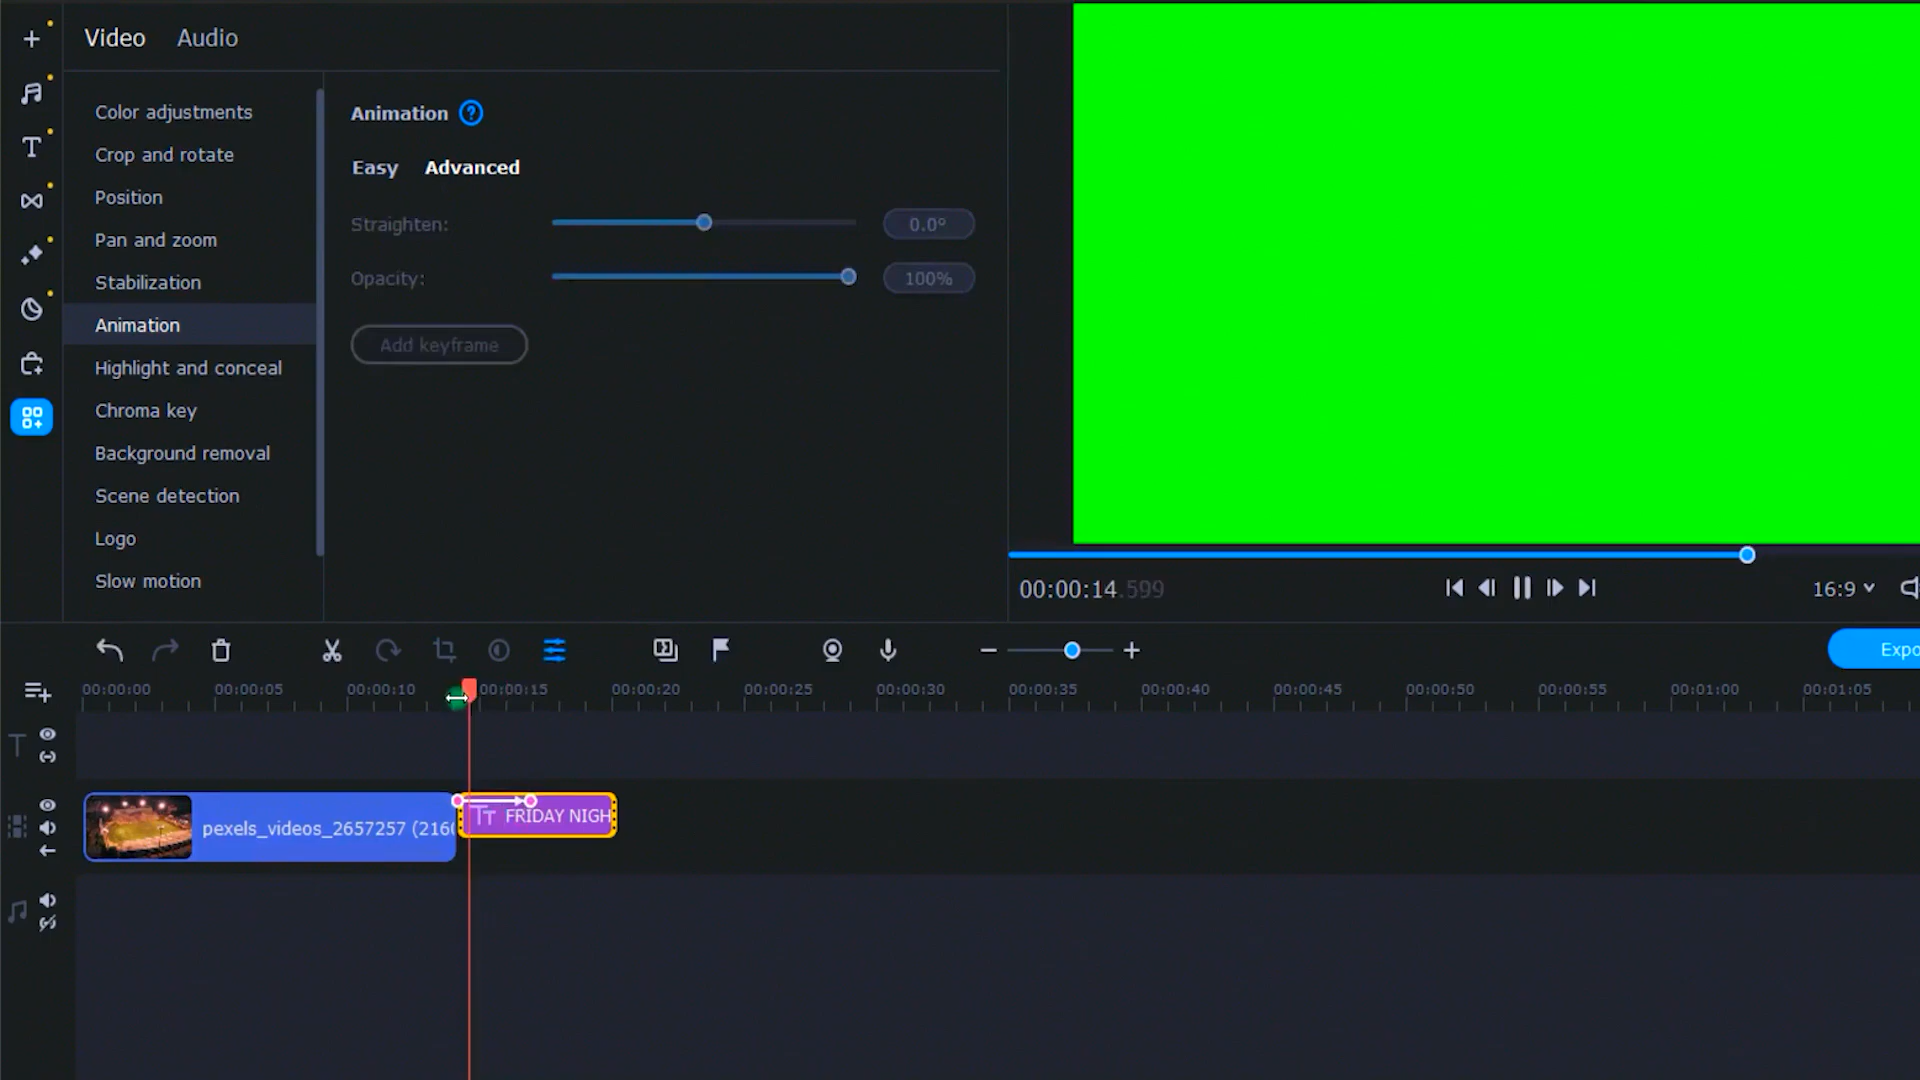 Video Audio
Color adjustments
Crop and rotate
Position
Pan and zoom
Stabilization
Animation
Highlight and conceal
Chroma key
Background removal
Scene detection
Logo
Slow motion
Animation ?
Easy Advanced
Straighten: 0.0°
Opacity: 100%
Add keyframe
00:00:14.599
16:9
Expo
00:00:00 00:00:05 00:00:10 00:00:15 00:00:20 00:00:25 00:00:30 00:00:35 00:00:40 00:00:45 00:00:50 00:00:55 00:01:00 00:01:05
pexels_videos_2657257 (216
FRIDAY NIGH